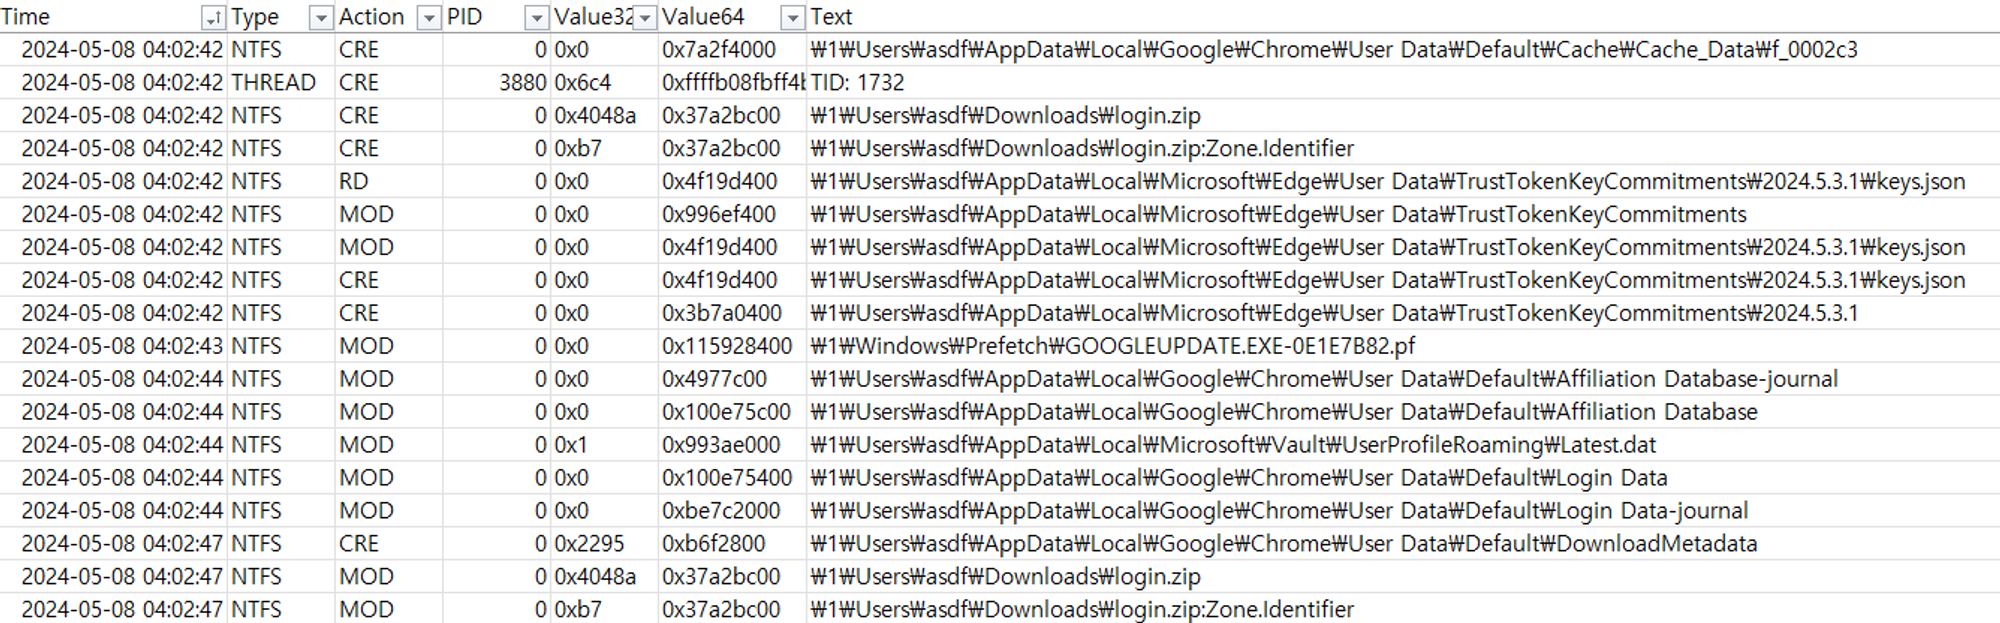 Time Type Action PID Value32 Value64 Text
2024-05-08 04:02:42 NTFS CRE 0 0x0 0x7a2f4000 ₩1₩Users₩asdf₩AppData₩Local₩Google₩Chrome₩User Data₩Default₩Cache₩Cache_Data₩f_0002c3
2024-05-08 04:02:42 THREAD CRE 3880 0x6c4 0xffffb08fbff4b TID: 1732
2024-05-08 04:02:42 NTFS CRE 0 0x4048a 0x37a2bc00 ₩1₩Users₩asdf₩Downloads₩login.zip
2024-05-08 04:02:42 NTFS CRE 0 0xb7 0x37a2bc00 ₩1₩Users₩asdf₩Downloads₩login.zip:Zone.Identifier
2024-05-08 04:02:42 NTFS RD 0 0x0 0x4f19d400 ₩1₩Users₩asdf₩AppData₩Local₩Microsoft₩Edge₩User Data₩TrustTokenKeyCommitments₩2024.5.3.1₩keys.json
2024-05-08 04:02:42 NTFS MOD 0 0x0 0x996ef400 ₩1₩Users₩asdf₩AppData₩Local₩Microsoft₩Edge₩User Data₩TrustTokenKeyCommitments
2024-05-08 04:02:42 NTFS MOD 0 0x0 0x4f19d400 ₩1₩Users₩asdf₩AppData₩Local₩Microsoft₩Edge₩User Data₩TrustTokenKeyCommitments₩2024.5.3.1₩keys.json
2024-05-08 04:02:42 NTFS CRE 0 0x0 0x4f19d400 ₩1₩Users₩asdf₩AppData₩Local₩Microsoft₩Edge₩User Data₩TrustTokenKeyCommitments₩2024.5.3.1₩keys.json
2024-05-08 04:02:42 NTFS CRE 0 0x0 0x3b7a0400 ₩1₩Users₩asdf₩AppData₩Local₩Microsoft₩Edge₩User Data₩TrustTokenKeyCommitments₩2024.5.3.1
2024-05-08 04:02:43 NTFS MOD 0 0x0 0x115928400 ₩1₩Windows₩Prefetch₩GOOGLEUPDATE.EXE-0E1E7B82.pf
2024-05-08 04:02:44 NTFS MOD 0 0x0 0x4977c00 ₩1₩Users₩asdf₩AppData₩Local₩Google₩Chrome₩User Data₩Default₩Affiliation Database-journal
2024-05-08 04:02:44 NTFS MOD 0 0x0 0x100e75c00 ₩1₩Users₩asdf₩AppData₩Local₩Google₩Chrome₩User Data₩Default₩Affiliation Database
2024-05-08 04:02:44 NTFS MOD 0 0x1 0x993ae000 ₩1₩Users₩asdf₩AppData₩Local₩Microsoft₩Vault₩UserProfileRoaming₩Latest.dat
2024-05-08 04:02:44 NTFS MOD 0 0x0 0x100e75400 ₩1₩Users₩asdf₩AppData₩Local₩Google₩Chrome₩User Data₩Default₩Login Data
2024-05-08 04:02:44 NTFS MOD 0 0x0 0xbe7c2000 ₩1₩Users₩asdf₩AppData₩Local₩Google₩Chrome₩User Data₩Default₩Login Data-journal
2024-05-08 04:02:47 NTFS CRE 0 0x2295 0xb6f2800 ₩1₩Users₩asdf₩AppData₩Local₩Google₩Chrome₩User Data₩Default₩DownloadMetadata
2024-05-08 04:02:47 NTFS MOD 0 0x4048a 0x37a2bc00 ₩1₩Users₩asdf₩Downloads₩login.zip
2024-05-08 04:02:47 NTFS MOD 0 0xb7 0x37a2bc00 ₩1₩Users₩asdf₩Downloads₩login.zip:Zone.Identifier